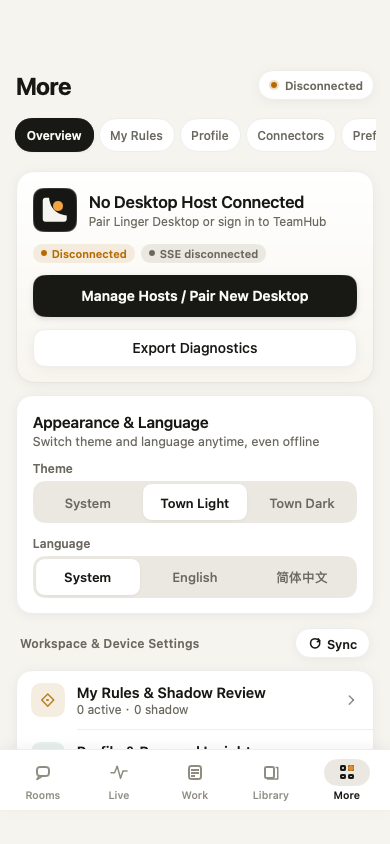 More
Disconnected
Overview
My Rules
Profile
Connectors
Pref
No Desktop Host Connected
Pair Linger Desktop or sign in to TeamHub
Disconnected
SSE disconnected
Manage Hosts / Pair New Desktop
Export Diagnostics
Appearance & Language
Switch theme and language anytime, even offline
Theme
System
Town Light
Town Dark
Language
System
English
简体中文
Workspace & Device Settings
Sync
My Rules & Shadow Review
0 active · 0 shadow
Rooms
Live
Work
Library
More